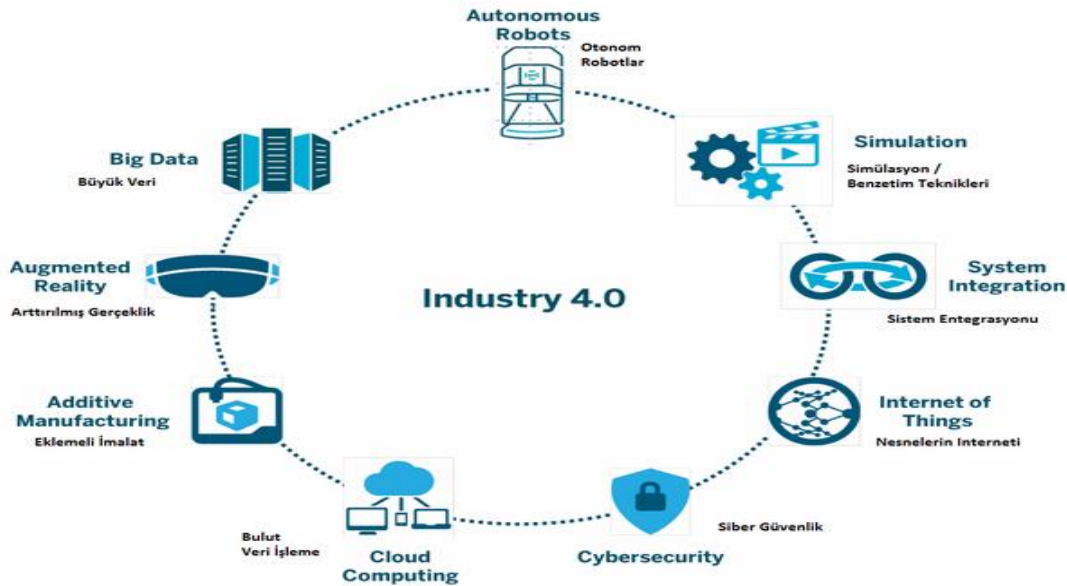 Autonomous
Robots
Otonom
Robotlar
Simulation
Simülasyon /
Benzetim Teknikleri
System
Integration
Sistem Entegrasyonu
Internet of
Things
Nesnelerin Interneti
Cybersecurity
Siber Güvenlik
Cloud
Computing
Bulut
Veri İşleme
Additive
Manufacturing
Eklemeli İmalat
Augmented
Reality
Arttırılmış Gerçeklik
Big Data
Büyük Veri
Industry 4.0